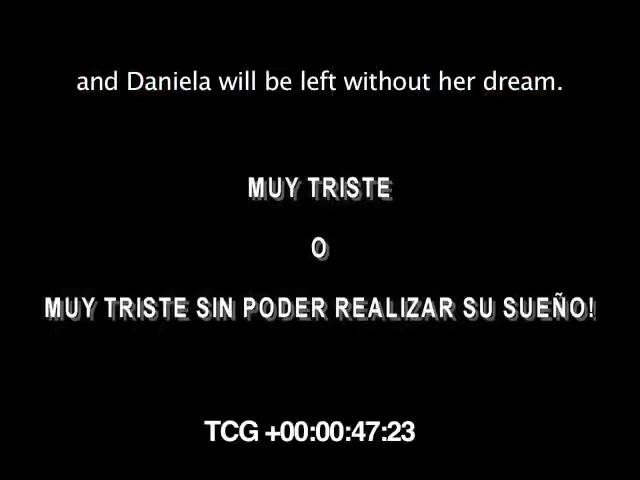 and Daniela will be left without her dream.
MUY TRISTE
O
MUY TRISTE SIN PODER REALIZAR SU SUEÑO!
TCG +00:00:47:23